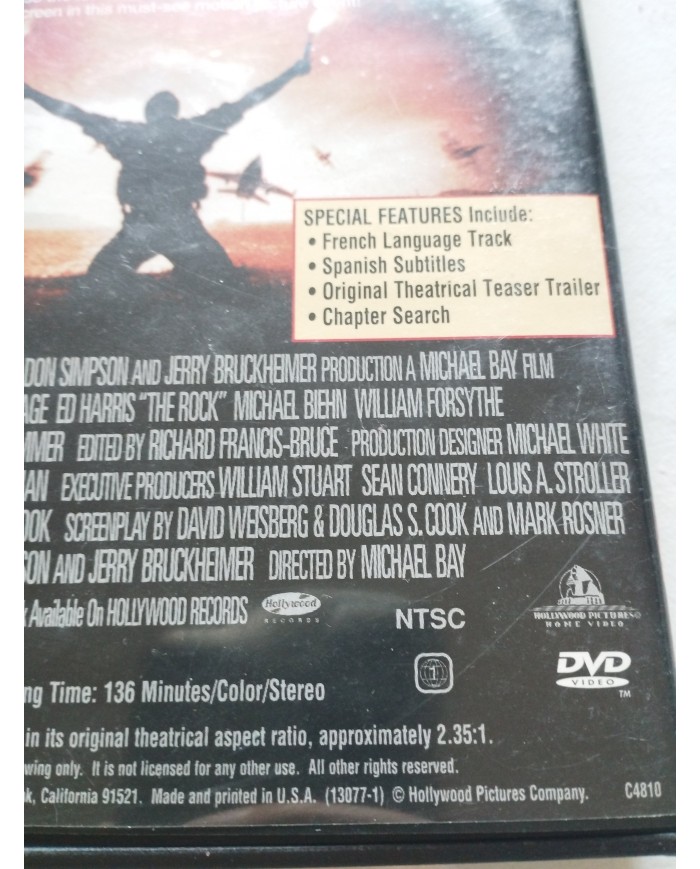 SPECIAL FEATURES Include:
• French Language Track
• Spanish Subtitles
• Original Theatrical Teaser Trailer
• Chapter Search
DON SIMPSON AND JERRY BRUCKHEIMER PRODUCTION A MICHAEL BAY FILM
AGE ED HARRIS "THE ROCK" MICHAEL BIEHN WILLIAM FORSYTHE
MMER EDITED BY RICHARD FRANCIS-BRUCE PRODUCTION DESIGNER MICHAEL WHITE
AN EXECUTIVE PRODUCERS WILLIAM STUART SEAN CONNERY LOUIS A. STROLLER
OOK SCREENPLAY BY DAVID WEISBERG & DOUGLAS S. COOK AND MARK ROSNER
SON AND JERRY BRUCKHEIMER DIRECTED BY MICHAEL BAY
k Available On HOLLYWOOD RECORDS Hollywood RECORDS NTSC HOLLYWOOD PICTURES HOME VIDEO
1 DVD VIDEO TM
ng Time: 136 Minutes/Color/Stereo
in its original theatrical aspect ratio, approximately 2.35:1.
wing only. It is not licensed for any other use. All other rights reserved.
k, California 91521. Made and printed in U.S.A. (13077-1) © Hollywood Pictures Company. C4810